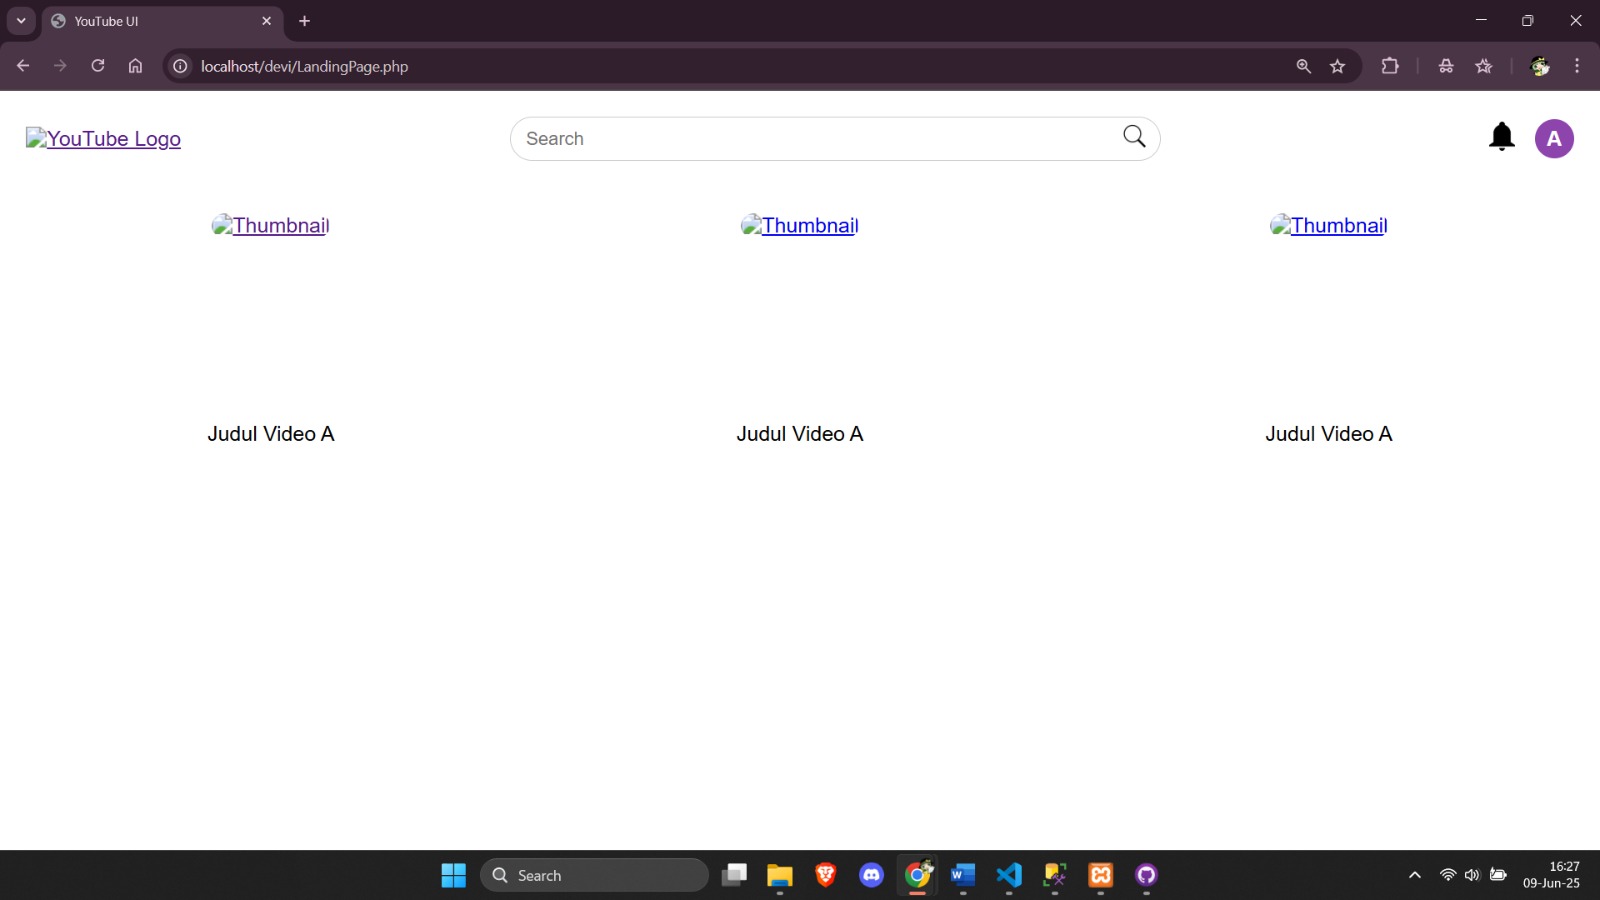 YouTube UI
localhost/devi/LandingPage.php
YouTube Logo
Search
A
Thumbnail
Thumbnail
Thumbnail
Judul Video A
Judul Video A
Judul Video A
Search
16:27
09-Jun-25